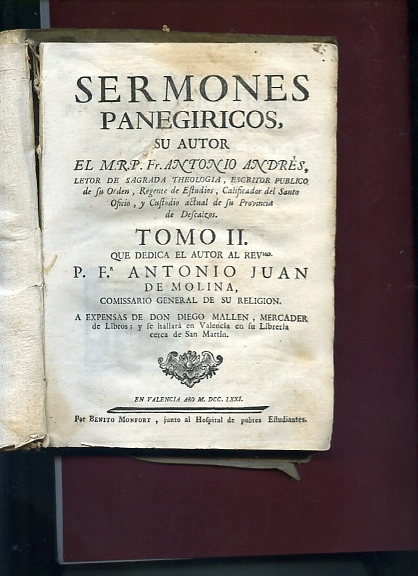 SERMONES
PANEGIRICOS,
SU AUTOR
EL M.R.P. Fr. ANTONIO ANDRÉS,
LETOR DE SAGRADA THEOLOGIA, ESCRITOR PUBLICO
de su Orden, Regente de Estudios, Calificador del Santo
Oficio, y Custodio actual de su Provincia
de Descalzos.
TOMO II.
QUE DEDICA EL AUTOR AL REVMO.
P. F.R ANTONIO JUAN
DE MOLINA,
COMISSARIO GENERAL DE SU RELIGION.
A EXPENSAS DE DON DIEGO MALLEN, MERCADER
de Libros; y se hallará en Valencia en su Libreria
cerca de San Martin.
EN VALENCIA AÑO M. DCC. LXXI.
Por BENITO MONFORT, junto al Hospital de pobres Estudiantes.